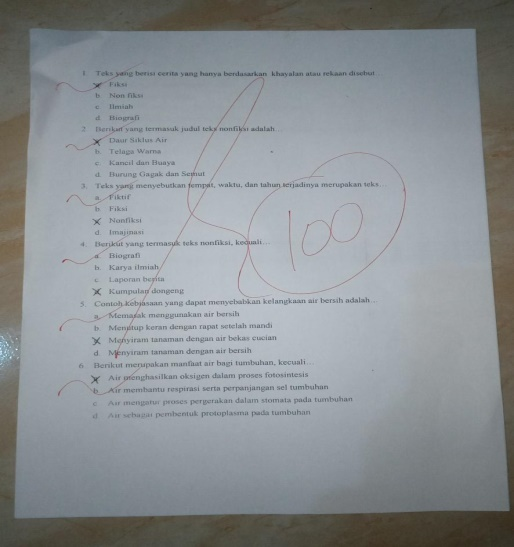 1. Teks yang berisi cerita yang hanya berdasarkan khayalan atau rekaan disebut...
a. Fiksi
b. Non fiksi
c. Ilmiah
d. Biografi
2. Berikut yang termasuk judul teks nonfiksi adalah...
a. Daur Siklus Air
b. Telaga Warna
c. Kancil dan Buaya
d. Burung Gagak dan Semut
3. Teks yang menyebutkan tempat, waktu, dan tahun terjadinya merupakan teks...
a. Fiktif
b. Fiksi
c. Nonfiksi
d. Imajinasi
100
4. Berikut yang termasuk teks nonfiksi, kecuali...
a. Biografi
b. Karya ilmiah
c. Laporan berita
d. Kumpulan dongeng
5. Contoh kebiasaan yang dapat menyebabkan kelangkaan air bersih adalah...
a. Memasak menggunakan air bersih
b. Menutup keran dengan rapat setelah mandi
c. Menyiram tanaman dengan air bekas cucian
d. Menyiram tanaman dengan air bersih
6. Berikut merupakan manfaat air bagi tumbuhan, kecuali...
a. Air menghasilkan oksigen dalam proses fotosintesis
b. Air membantu respirasi serta perpanjangan sel tumbuhan
c. Air mengatur proses pergerakan dalam stomata pada tumbuhan
d. Air sebagai pembentuk protoplasma pada tumbuhan